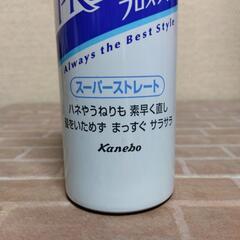 Always the Best Style
スーパーストレート
ハネやうねりも 素早く直し
髪をいためず まっすぐ サラサラ
Kanebo